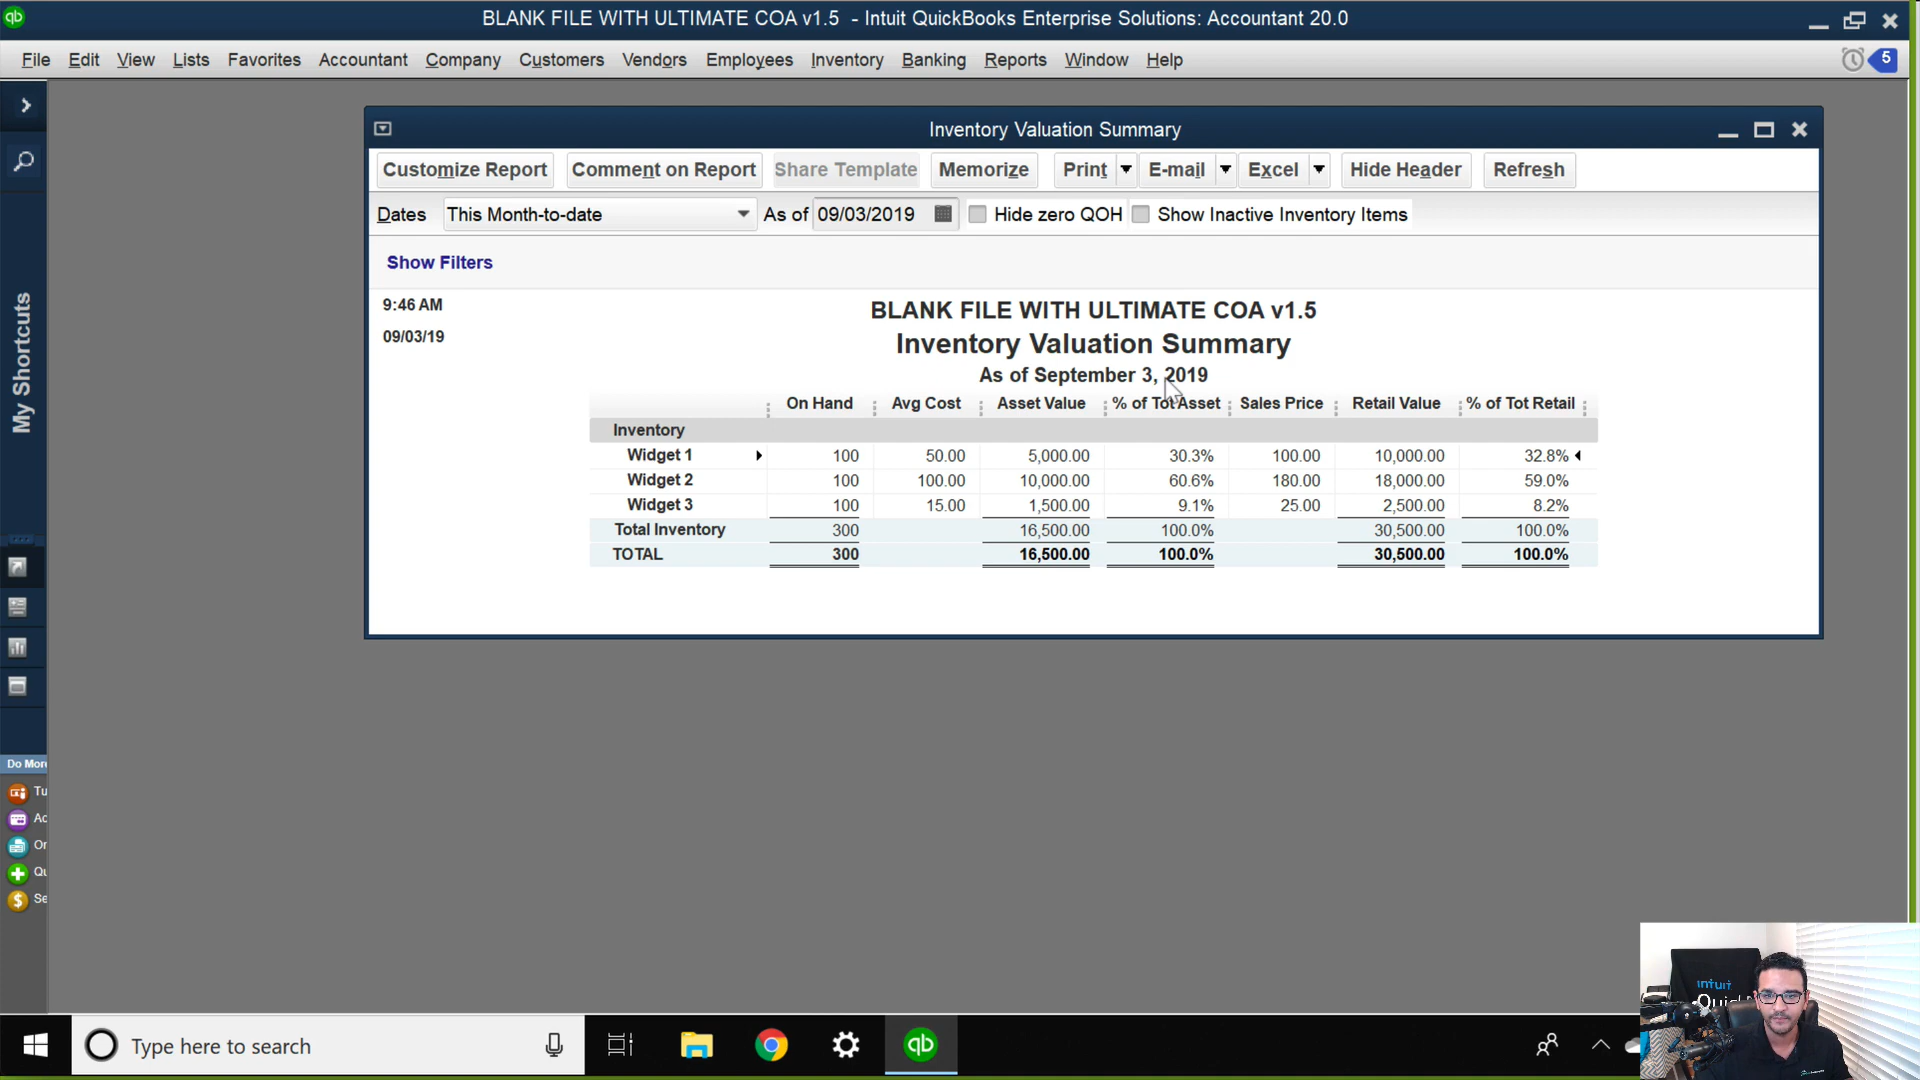 qb BLANK FILE WITH ULTIMATE COA v1.5 - Intuit QuickBooks Enterprise Solutions: Accountant 20.0
File Edit View Lists Favorites Accountant Company Customers Vendors Employees Inventory Banking Reports Window Help 5
Inventory Valuation Summary
Customize Report Comment on Report Share Template Memorize Print E-mail Excel Hide Header Refresh
Dates This Month-to-date As of 09/03/2019 Hide zero QOH Show Inactive Inventory Items
Show Filters
9:46 AM
09/03/19
BLANK FILE WITH ULTIMATE COA v1.5
Inventory Valuation Summary
As of September 3, 2019
On Hand Avg Cost Asset Value % of Tot Asset Sales Price Retail Value % of Tot Retail
Inventory
Widget 1 100 50.00 5,000.00 30.3% 100.00 10,000.00 32.8%
Widget 2 100 100.00 10,000.00 60.6% 180.00 18,000.00 59.0%
Widget 3 100 15.00 1,500.00 9.1% 25.00 2,500.00 8.2%
Total Inventory 300 16,500.00 100.0% 30,500.00 100.0%
TOTAL 300 16,500.00 100.0% 30,500.00 100.0%
My Shortcuts
Do More
Tu
Ac
Or
Qu
Se
intuit
Type here to search
qb